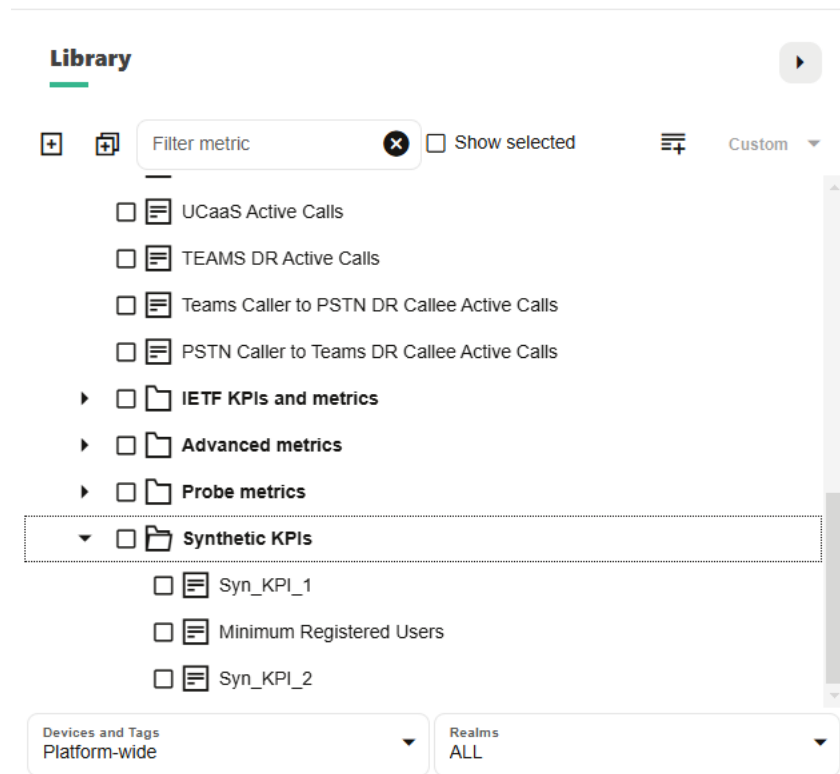 Library
Filter metric
Show selected
Custom
UCaaS Active Calls
TEAMS DR Active Calls
Teams Caller to PSTN DR Callee Active Calls
PSTN Caller to Teams DR Callee Active Calls
IETF KPIs and metrics
Advanced metrics
Probe metrics
Synthetic KPIs
Syn_KPI_1
Minimum Registered Users
Syn_KPI_2
Devices and Tags
Platform-wide
Realms
ALL